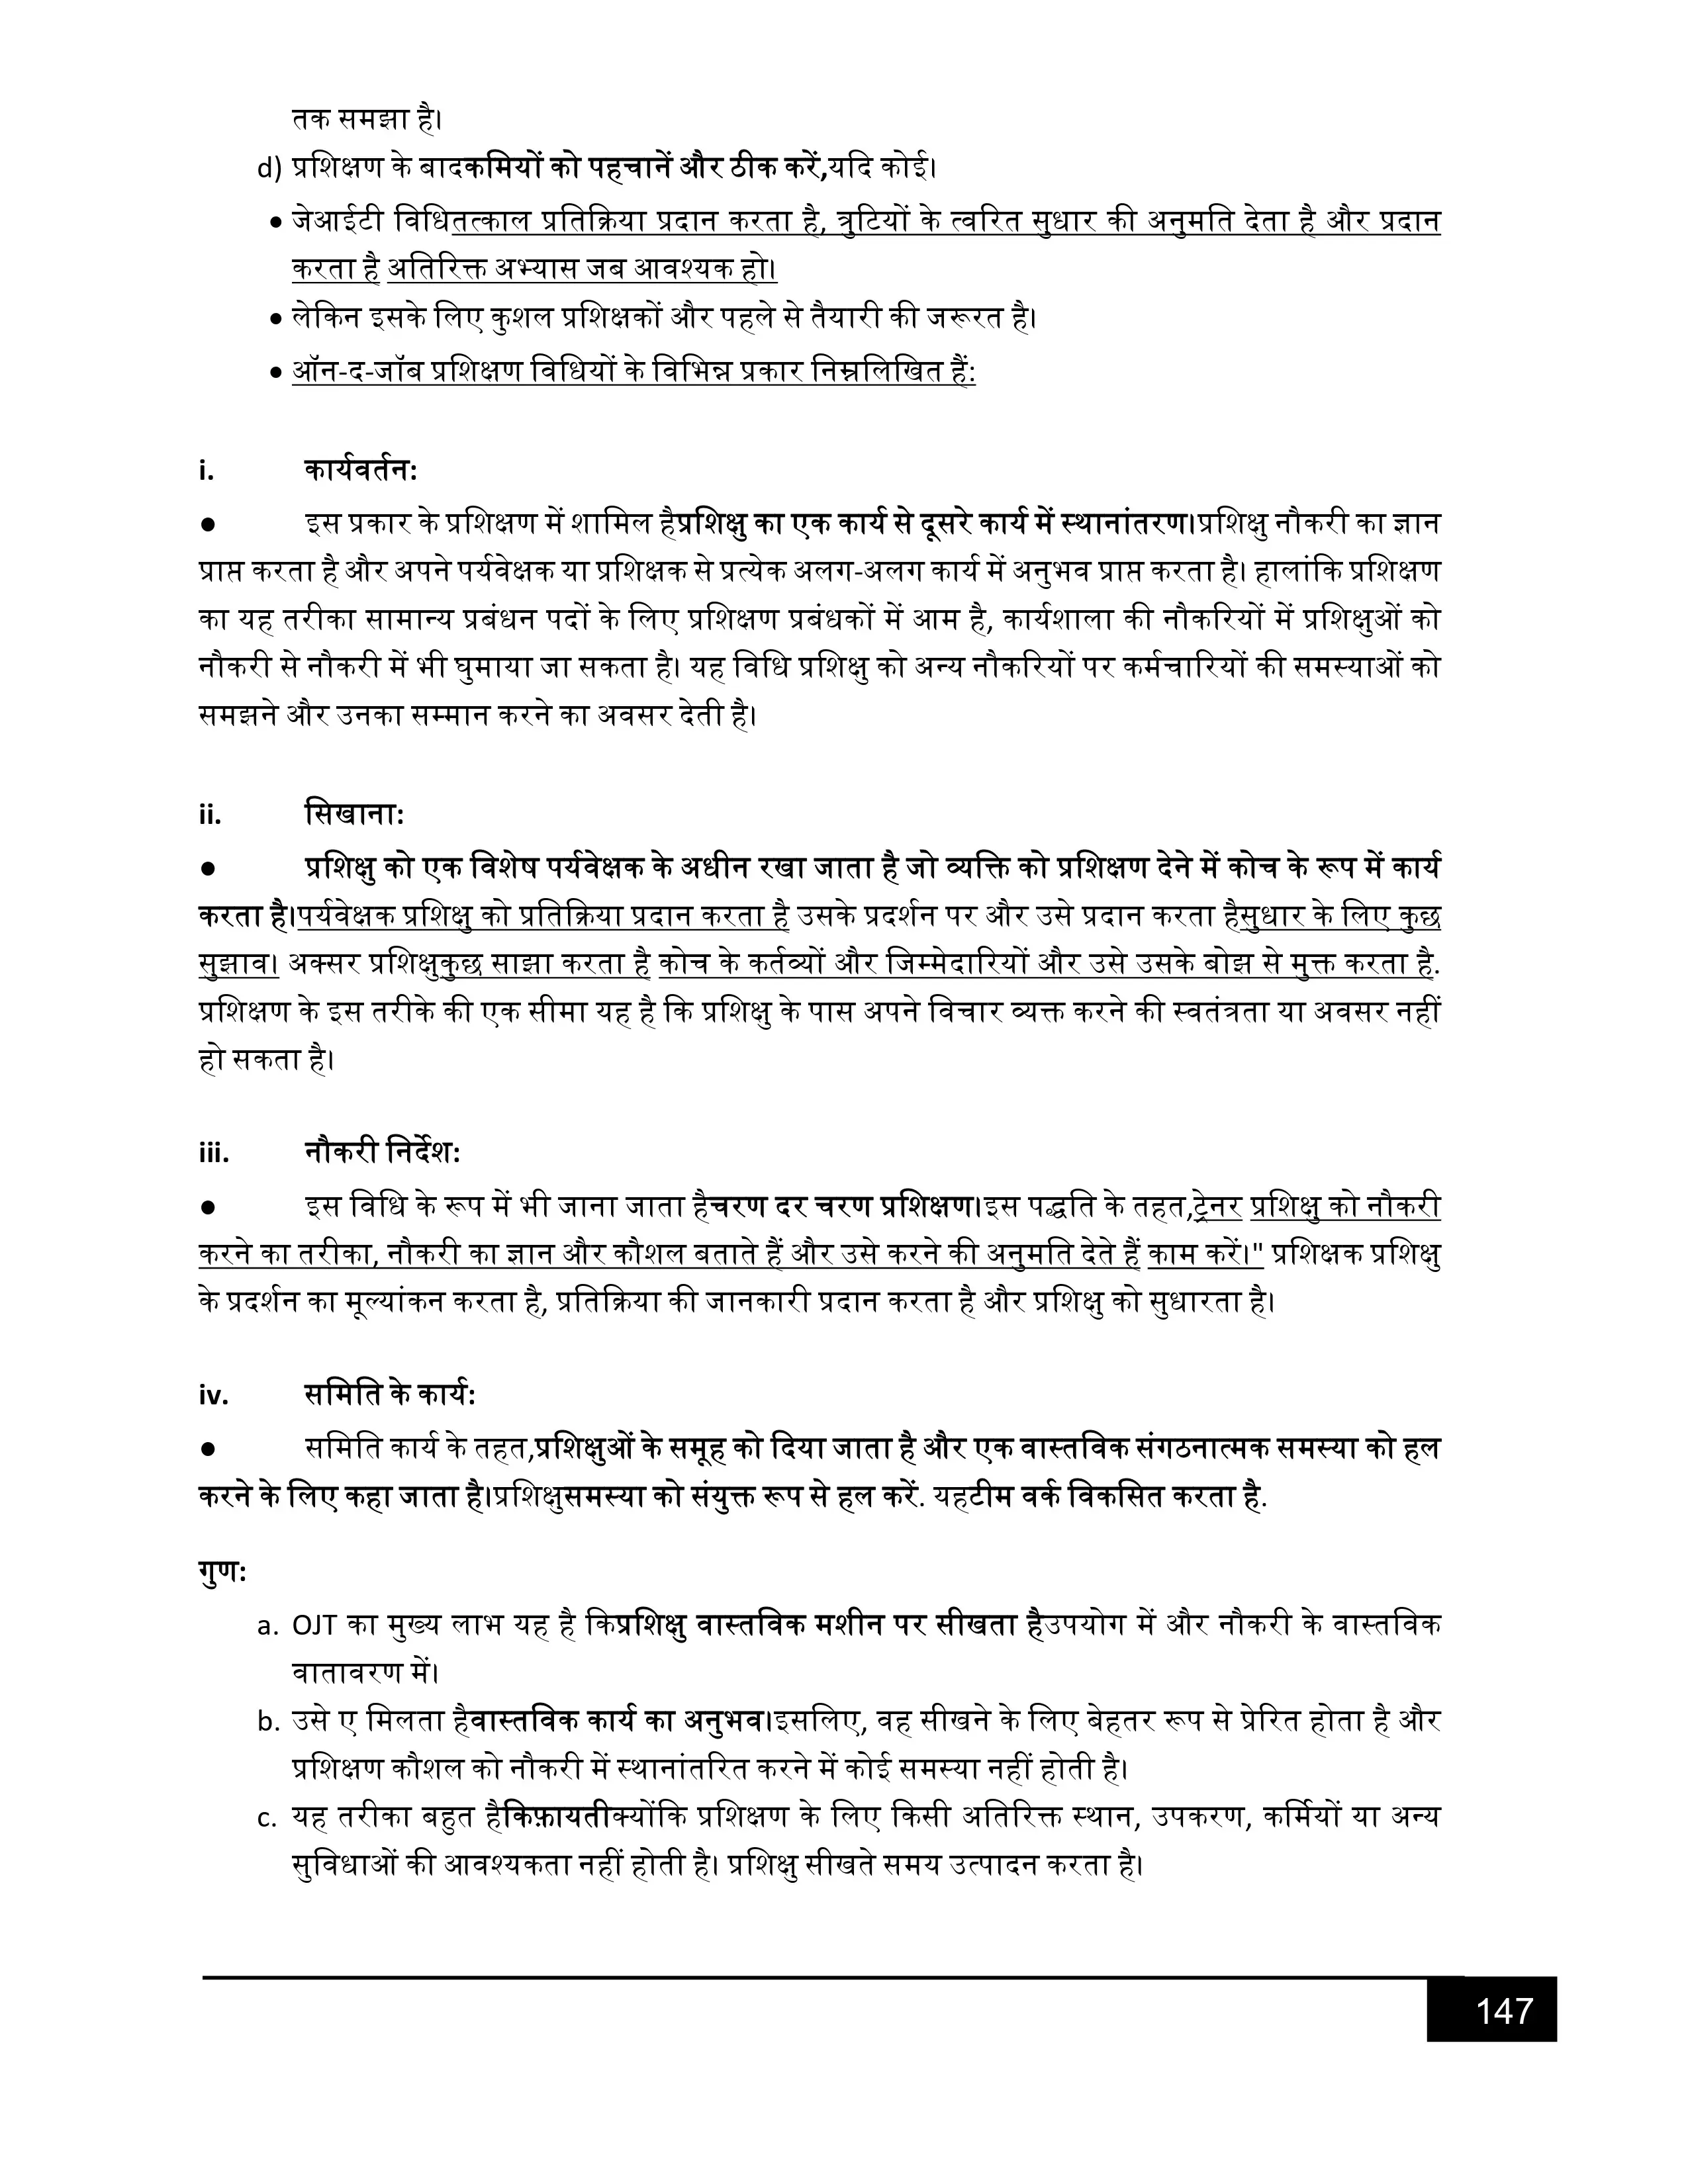 तक समझा है।
d) प्रशिक्षण के बादकमियों को पहचानें और ठीक करें,यदि कोई।
• जेआईटी विधितत्काल प्रतिक्रिया प्रदान करता है, त्रुटियों के त्वरित सुधार की अनुमति देता है और प्रदान
करता है अतिरिक्त अभ्यास जब आवश्यक हो।
• लेकिन इसके लिए कुशल प्रशिक्षकों और पहले से तैयारी की जरूरत है।
• ऑन-द-जॉब प्रशिक्षण विधियों के विभिन्न प्रकार निम्नलिखित हैं:
i. कार्यवर्तन:
● इस प्रकार के प्रशिक्षण में शामिल हैप्रशिक्षु का एक कार्य से दूसरे कार्य में स्थानांतरण।प्रशिक्षु नौकरी का ज्ञान
प्राप्त करता है और अपने पर्यवेक्षक या प्रशिक्षक से प्रत्येक अलग-अलग कार्य में अनुभव प्राप्त करता है। हालांकि प्रशिक्षण
का यह तरीका सामान्य प्रबंधन पदों के लिए प्रशिक्षण प्रबंधकों में आम है, कार्यशाला की नौकरियों में प्रशिक्षुओं को
नौकरी से नौकरी में भी घुमाया जा सकता है। यह विधि प्रशिक्षु को अन्य नौकरियों पर कर्मचारियों की समस्याओं को
समझने और उनका सम्मान करने का अवसर देती है।
ii. सिखाना:
● प्रशिक्षु को एक विशेष पर्यवेक्षक के अधीन रखा जाता है जो व्यक्ति को प्रशिक्षण देने में कोच के रूप में कार्य
करता है।पर्यवेक्षक प्रशिक्षु को प्रतिक्रिया प्रदान करता है उसके प्रदर्शन पर और उसे प्रदान करता हैसुधार के लिए कुछ
सुझाव। अक्सर प्रशिक्षुकुछ साझा करता है कोच के कर्तव्यों और जिम्मेदारियों और उसे उसके बोझ से मुक्त करता है.
प्रशिक्षण के इस तरीके की एक सीमा यह है कि प्रशिक्षु के पास अपने विचार व्यक्त करने की स्वतंत्रता या अवसर नहीं
हो सकता है।
iii. नौकरी निर्देश:
● इस विधि के रूप में भी जाना जाता हैचरण दर चरण प्रशिक्षण।इस पद्धति के तहत,ट्रेनर प्रशिक्षु को नौकरी
करने का तरीका, नौकरी का ज्ञान और कौशल बताते हैं और उसे करने की अनुमति देते हैं काम करें।" प्रशिक्षक प्रशिक्षु
के प्रदर्शन का मूल्यांकन करता है, प्रतिक्रिया की जानकारी प्रदान करता है और प्रशिक्षु को सुधारता है।
iv. समिति के कार्य:
● समिति कार्य के तहत,प्रशिक्षुओं के समूह को दिया जाता है और एक वास्तविक संगठनात्मक समस्या को हल
करने के लिए कहा जाता है।प्रशिक्षुसमस्या को संयुक्त रूप से हल करें. यहटीम वर्क विकसित करता है.
गुण:
a. OJT का मुख्य लाभ यह है किप्रशिक्षु वास्तविक मशीन पर सीखता हैउपयोग में और नौकरी के वास्तविक
वातावरण में।
b. उसे ए मिलता हैवास्तविक कार्य का अनुभव।इसलिए, वह सीखने के लिए बेहतर रूप से प्रेरित होता है और
प्रशिक्षण कौशल को नौकरी में स्थानांतरित करने में कोई समस्या नहीं होती है।
c. यह तरीका बहुत हैकिफ़ायतीक्योंकि प्रशिक्षण के लिए किसी अतिरिक्त स्थान, उपकरण, कर्मियों या अन्य
सुविधाओं की आवश्यकता नहीं होती है। प्रशिक्षु सीखते समय उत्पादन करता है।
147